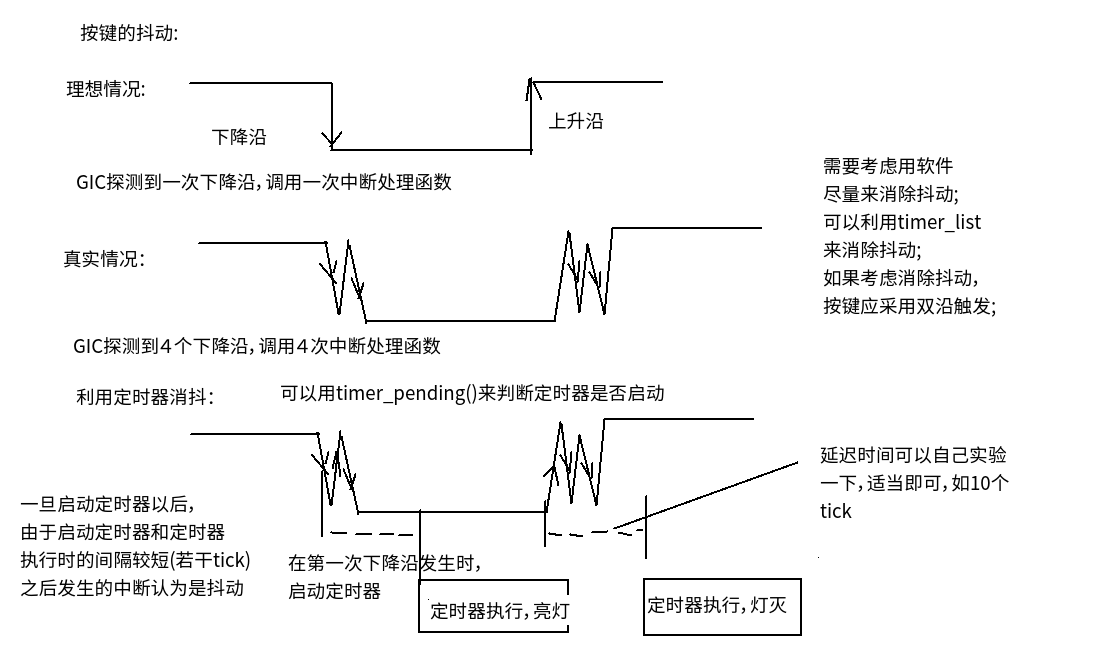 按键的抖动:
理想情况:
下降沿
上升沿
GIC探测到一次下降沿,调用一次中断处理函数
需要考虑用软件
尽量来消除抖动;
可以利用timer_list
来消除抖动;
如果考虑消除抖动,
按键应采用双沿触发;
真实情况:
GIC探测到4个下降沿,调用4次中断处理函数
利用定时器消抖:
可以用timer_pending()来判断定时器是否启动
延迟时间可以自己实验
一下,适当即可,如10个
tick
一旦启动定时器以后,
由于启动定时器和定时器
执行时的间隔较短(若干tick)
之后发生的中断认为是抖动
在第一次下降沿发生时,
启动定时器
定时器执行,亮灯
定时器执行,灯灭